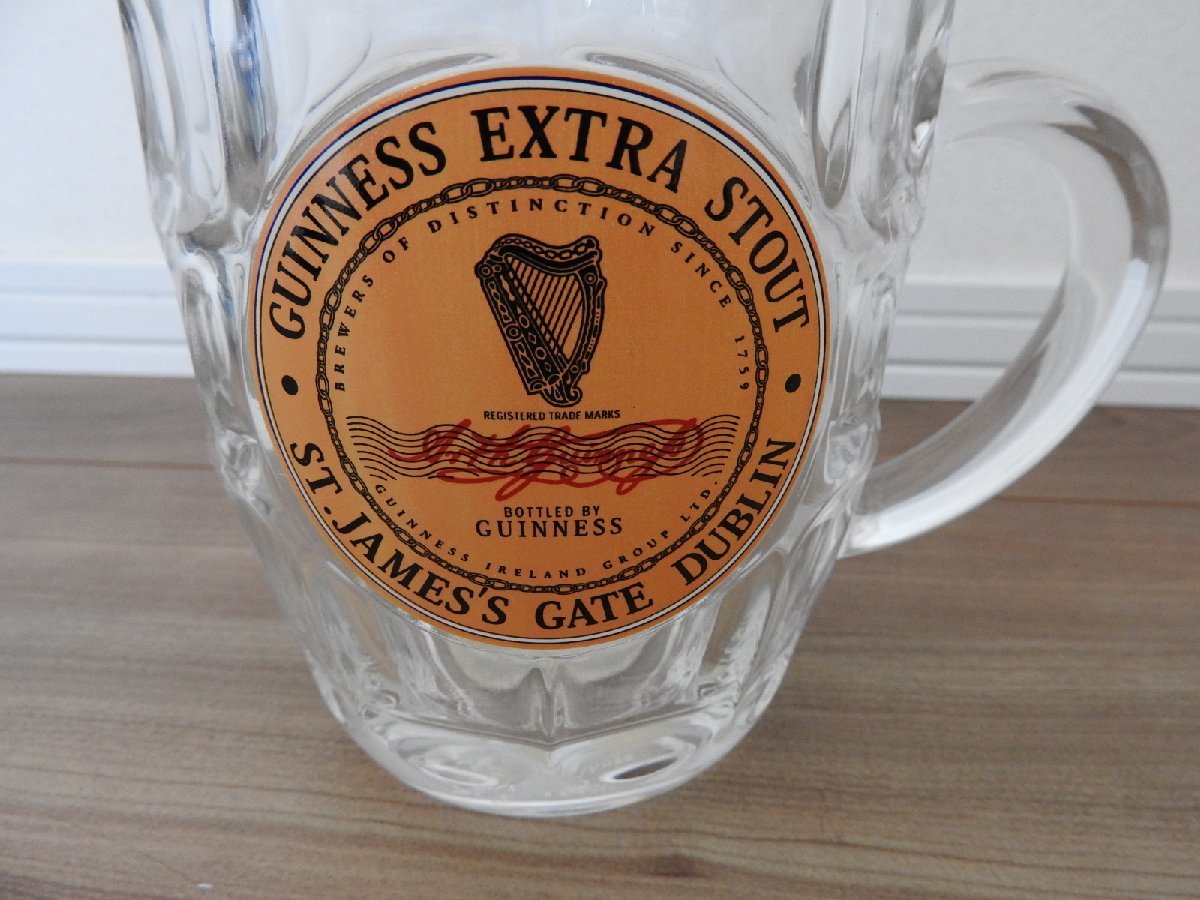 GUINNESS EXTRA STOUT
BREWERS OF DISTINCTION SINCE 1759
REGISTERED TRADE MARKS
BOTTLED BY
GUINNESS
GUINNESS IRELAND GROUP LTD
ST. JAMES'S GATE DUBLIN